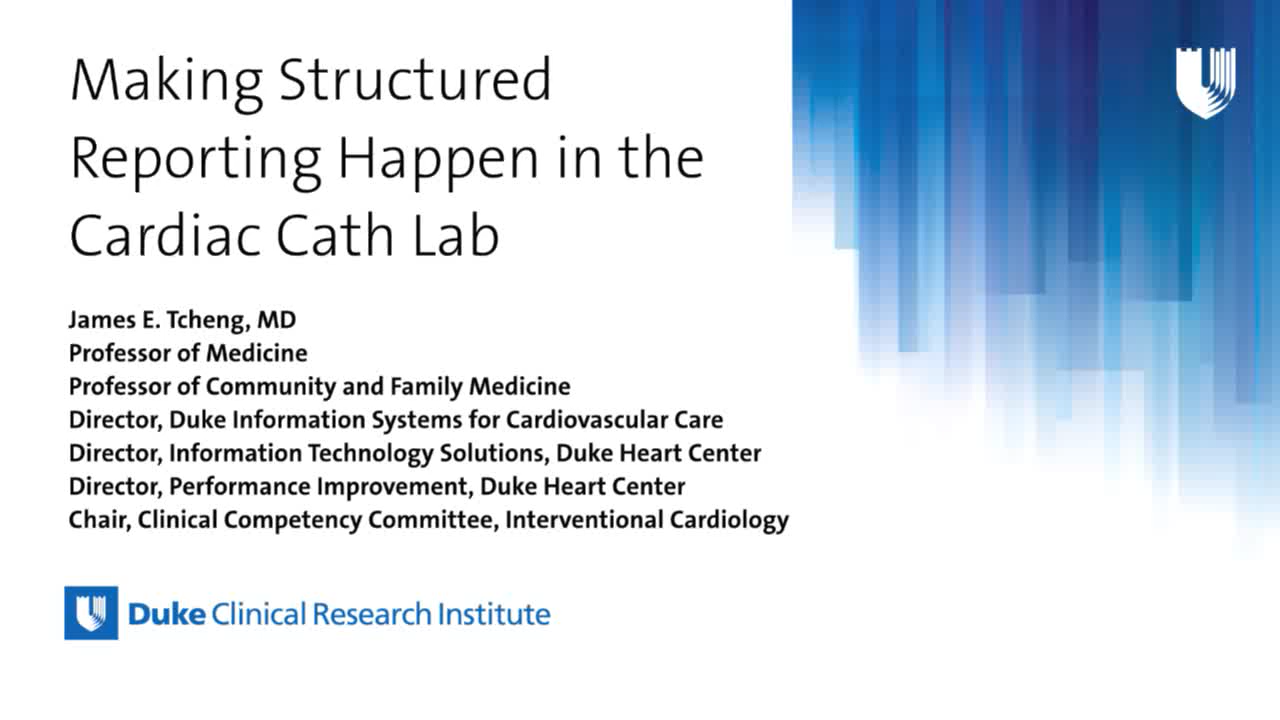 Making Structured
Reporting Happen in the
Cardiac Cath Lab
James E. Tcheng, MD
Professor of Medicine
Professor of Community and Family Medicine
Director, Duke Information Systems for Cardiovascular Care
Director, Information Technology Solutions, Duke Heart Center
Director, Performance Improvement, Duke Heart Center
Chair, Clinical Competency Committee, Interventional Cardiology
Duke Clinical Research Institute